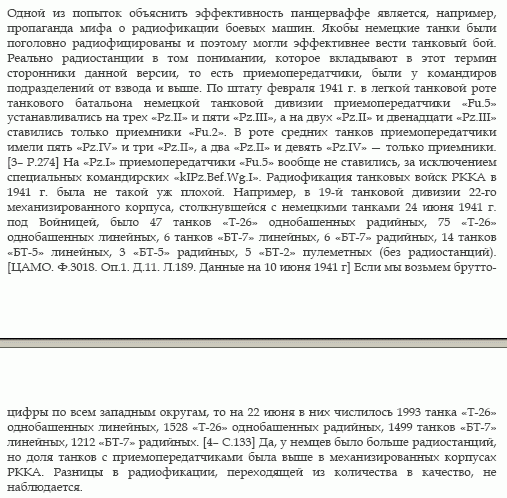 Одной из попыток объяснить эффективность панцерваффе является, например,
пропаганда мифа о радиофикации боевых машин. Якобы немецкие танки были
поголовно радиофицированы и поэтому могли эффективнее вести танковый бой.
Реально радиостанции в том понимании, которое вкладывают в этот термин
сторонники данной версии, то есть приемопередатчики, были у командиров
подразделений от взвода и выше. По штату февраля 1941 г. в легкой танковой роте
танкового батальона немецкой танковой дивизии приемопередатчики «Fu.5»
устанавливались на трех «Pz.II» и пяти «Pz.III», а на двух «Pz.II» и двенадцати «Pz.III»
ставились только приемники «Fu.2». В роте средних танков приемопередатчики
имели пять «Pz.IV» и три «Pz.II», а два «Pz.II» и девять «Pz.IV» — только приемники.
[3– P.274] На «Pz.I» приемопередатчики «Fu.5» вообще не ставились, за исключением
специальных командирских «klPz.Bef.Wg.I». Радиофикация танковых войск РККА в
1941 г. была не такой уж плохой. Например, в 19-й танковой дивизии 22-го
механизированного корпуса, столкнувшейся с немецкими танками 24 июня 1941 г.
под Войницей, было 47 танков «Т-26» однобашенных радийных, 75 «Т-26»
однобашенных линейных, 6 танков «БТ-7» линейных, 6 «БТ-7» радийных, 14 танков
«БТ-5» линейных, 3 «БТ-5» радийных, 5 «БТ-2» пулеметных (без радиостанций).
[ЦАМО. Ф.3018. Оп.1. Д.11. Л.189. Данные на 10 июня 1941 г] Если мы возьмем брутто-
цифры по всем западным округам, то на 22 июня в них числилось 1993 танка «Т-26»
однобашенных линейных, 1528 «Т-26» однобашенных радийных, 1499 танков «БТ-7»
линейных, 1212 «БТ-7» радийных. [4– С.133] Да, у немцев было больше радиостанций,
но доля танков с приемопередатчиками была выше в механизированных корпусах
РККА. Разницы в радиофикации, переходящей из количества в качество, не
наблюдается.